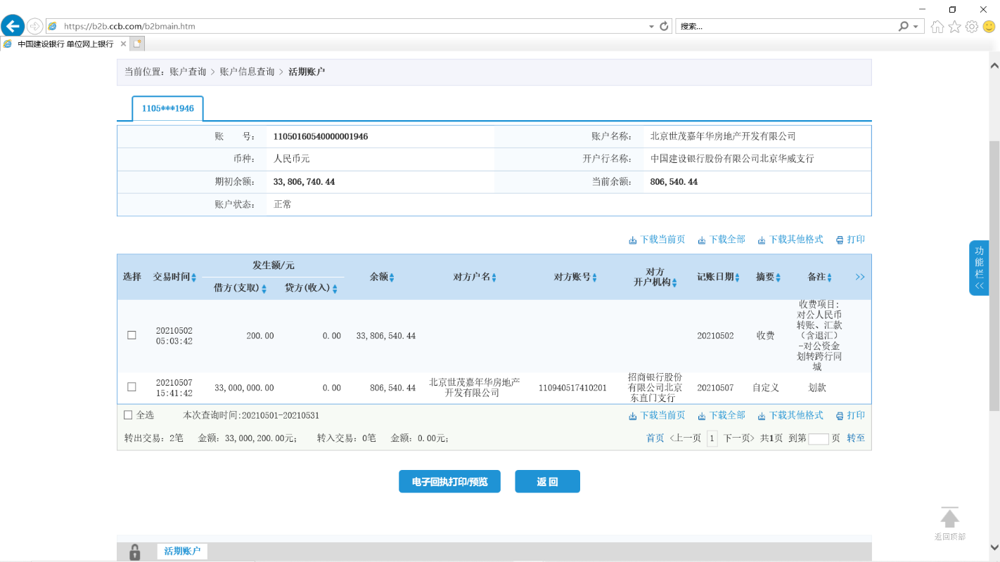 https://b2b.ccb.com/b2bmain.htm
搜索...
中国建设银行 单位网上银行
当前位置：账户查询 > 账户信息查询 > 活期账户
1105***1946
账 号： 11050160540000001946 账户名称： 北京世茂嘉年华房地产开发有限公司
币种： 人民币元 开户行名称： 中国建设银行股份有限公司北京华威支行
期初余额： 33,806,740.44 当前余额： 806,540.44
账户状态： 正常
下载当前页 下载全部 下载其他格式 打印
选择 交易时间 发生额/元 余额 对方户名 对方账号 对方 记账日期 摘要 备注 >>
借方(支取) 贷方(收入) 开户机构
20210502
05:03:42
200.00 0.00 33,806,540.44 20210502 收费
收费项目：
对公人民币
转账、汇款
（含退汇）
-对公资金
划转跨行同
城
20210507
15:41:42
33,000,000.00 0.00 806,540.44
北京世茂嘉年华房地产
开发有限公司
110940517410201
招商银行股份
有限公司北京
东直门支行
20210507 自定义 划款
全选 本次查询时间:20210501-20210531 下载当前页 下载全部 下载其他格式 打印
转出交易：2笔 金额：33,000,200.00元； 转入交易：0笔 金额：0.00元； 首页 <上一页 1 下一页> 共1页 到第 页 转至
电子回执打印/预览 返 回
功
能
栏
<<
返回顶部
活期账户